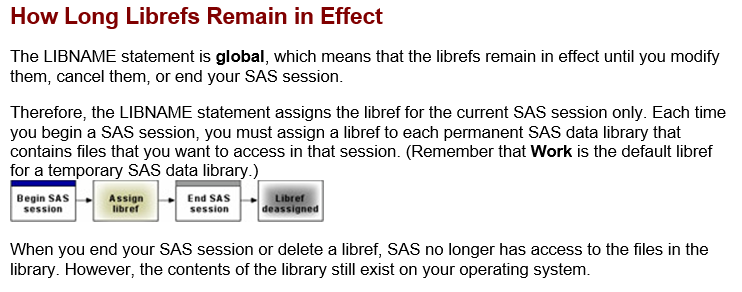 How Long Librefs Remain in Effect
The LIBNAME statement is global, which means that the librefs remain in effect until you modify
them, cancel them, or end your SAS session.
Therefore, the LIBNAME statement assigns the libref for the current SAS session only. Each time
you begin a SAS session, you must assign a libref to each permanent SAS data library that
contains files that you want to access in that session. (Remember that Work is the default libref
for a temporary SAS data library.)
Begin SAS
session
Assign
libref
End SAS
session
Libref
deassigned
When you end your SAS session or delete a libref, SAS no longer has access to the files in the
library. However, the contents of the library still exist on your operating system.